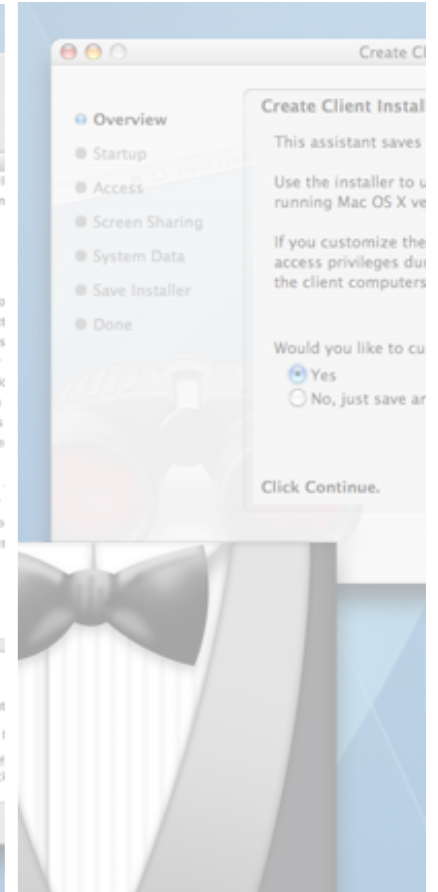 Create Cl
Overview
Startup
Access
Screen Sharing
System Data
Save Installer
Done
Create Client Instal
This assistant saves
Use the installer to u
running Mac OS X ve
If you customize the
access privileges du
the client computers
Would you like to cu
Yes
No, just save a
Click Continue.